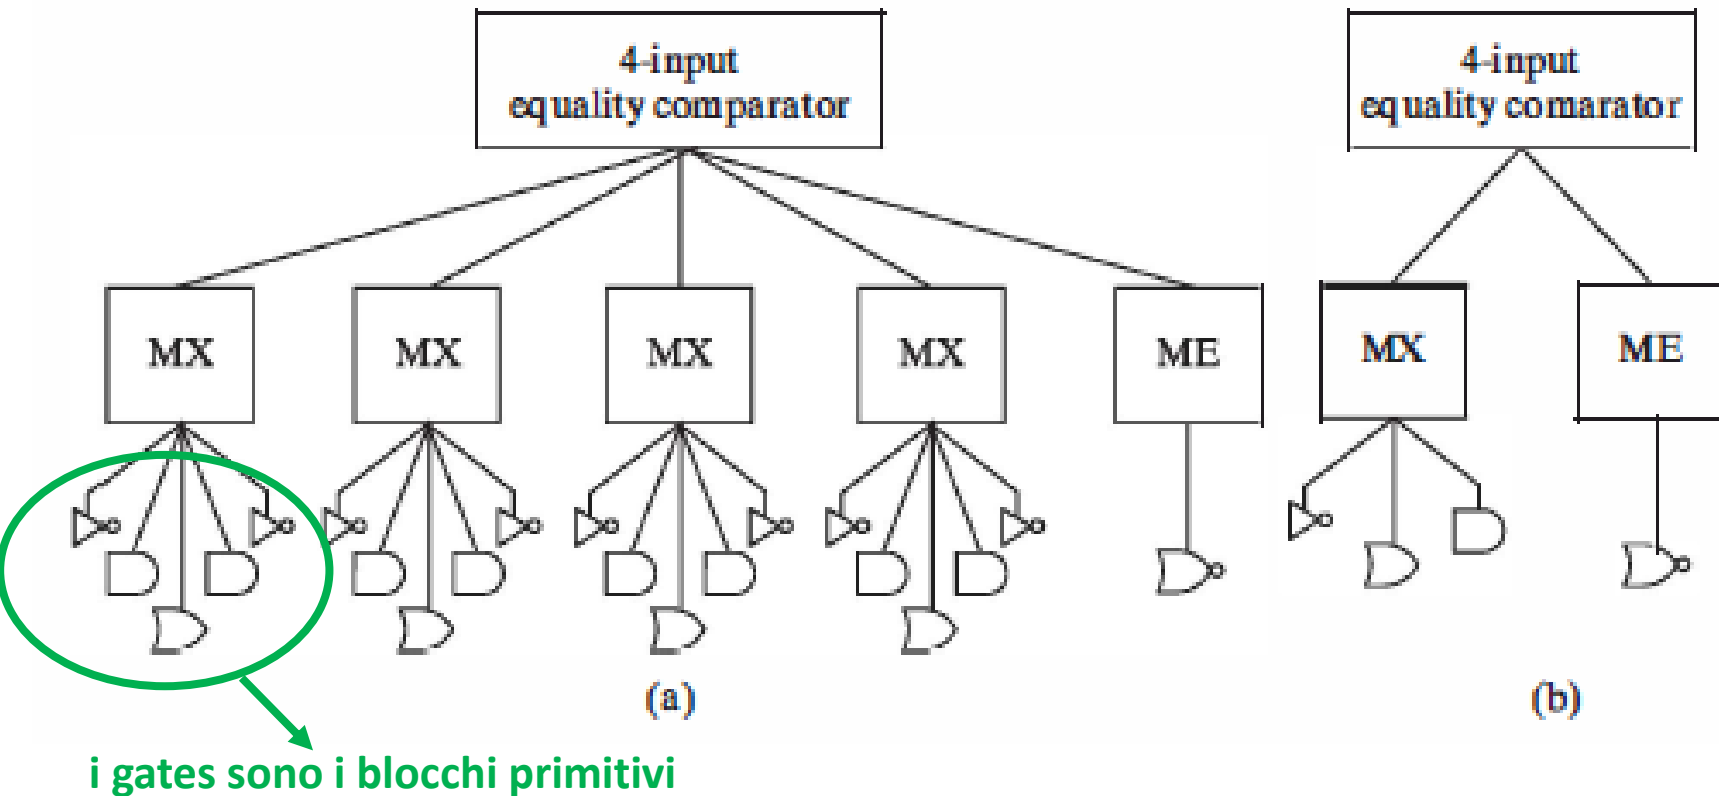 4-input
equality comparator
4-input
equality comarator
MX
MX
MX
MX
ME
MX
ME
(a)
(b)
i gates sono i blocchi primitivi